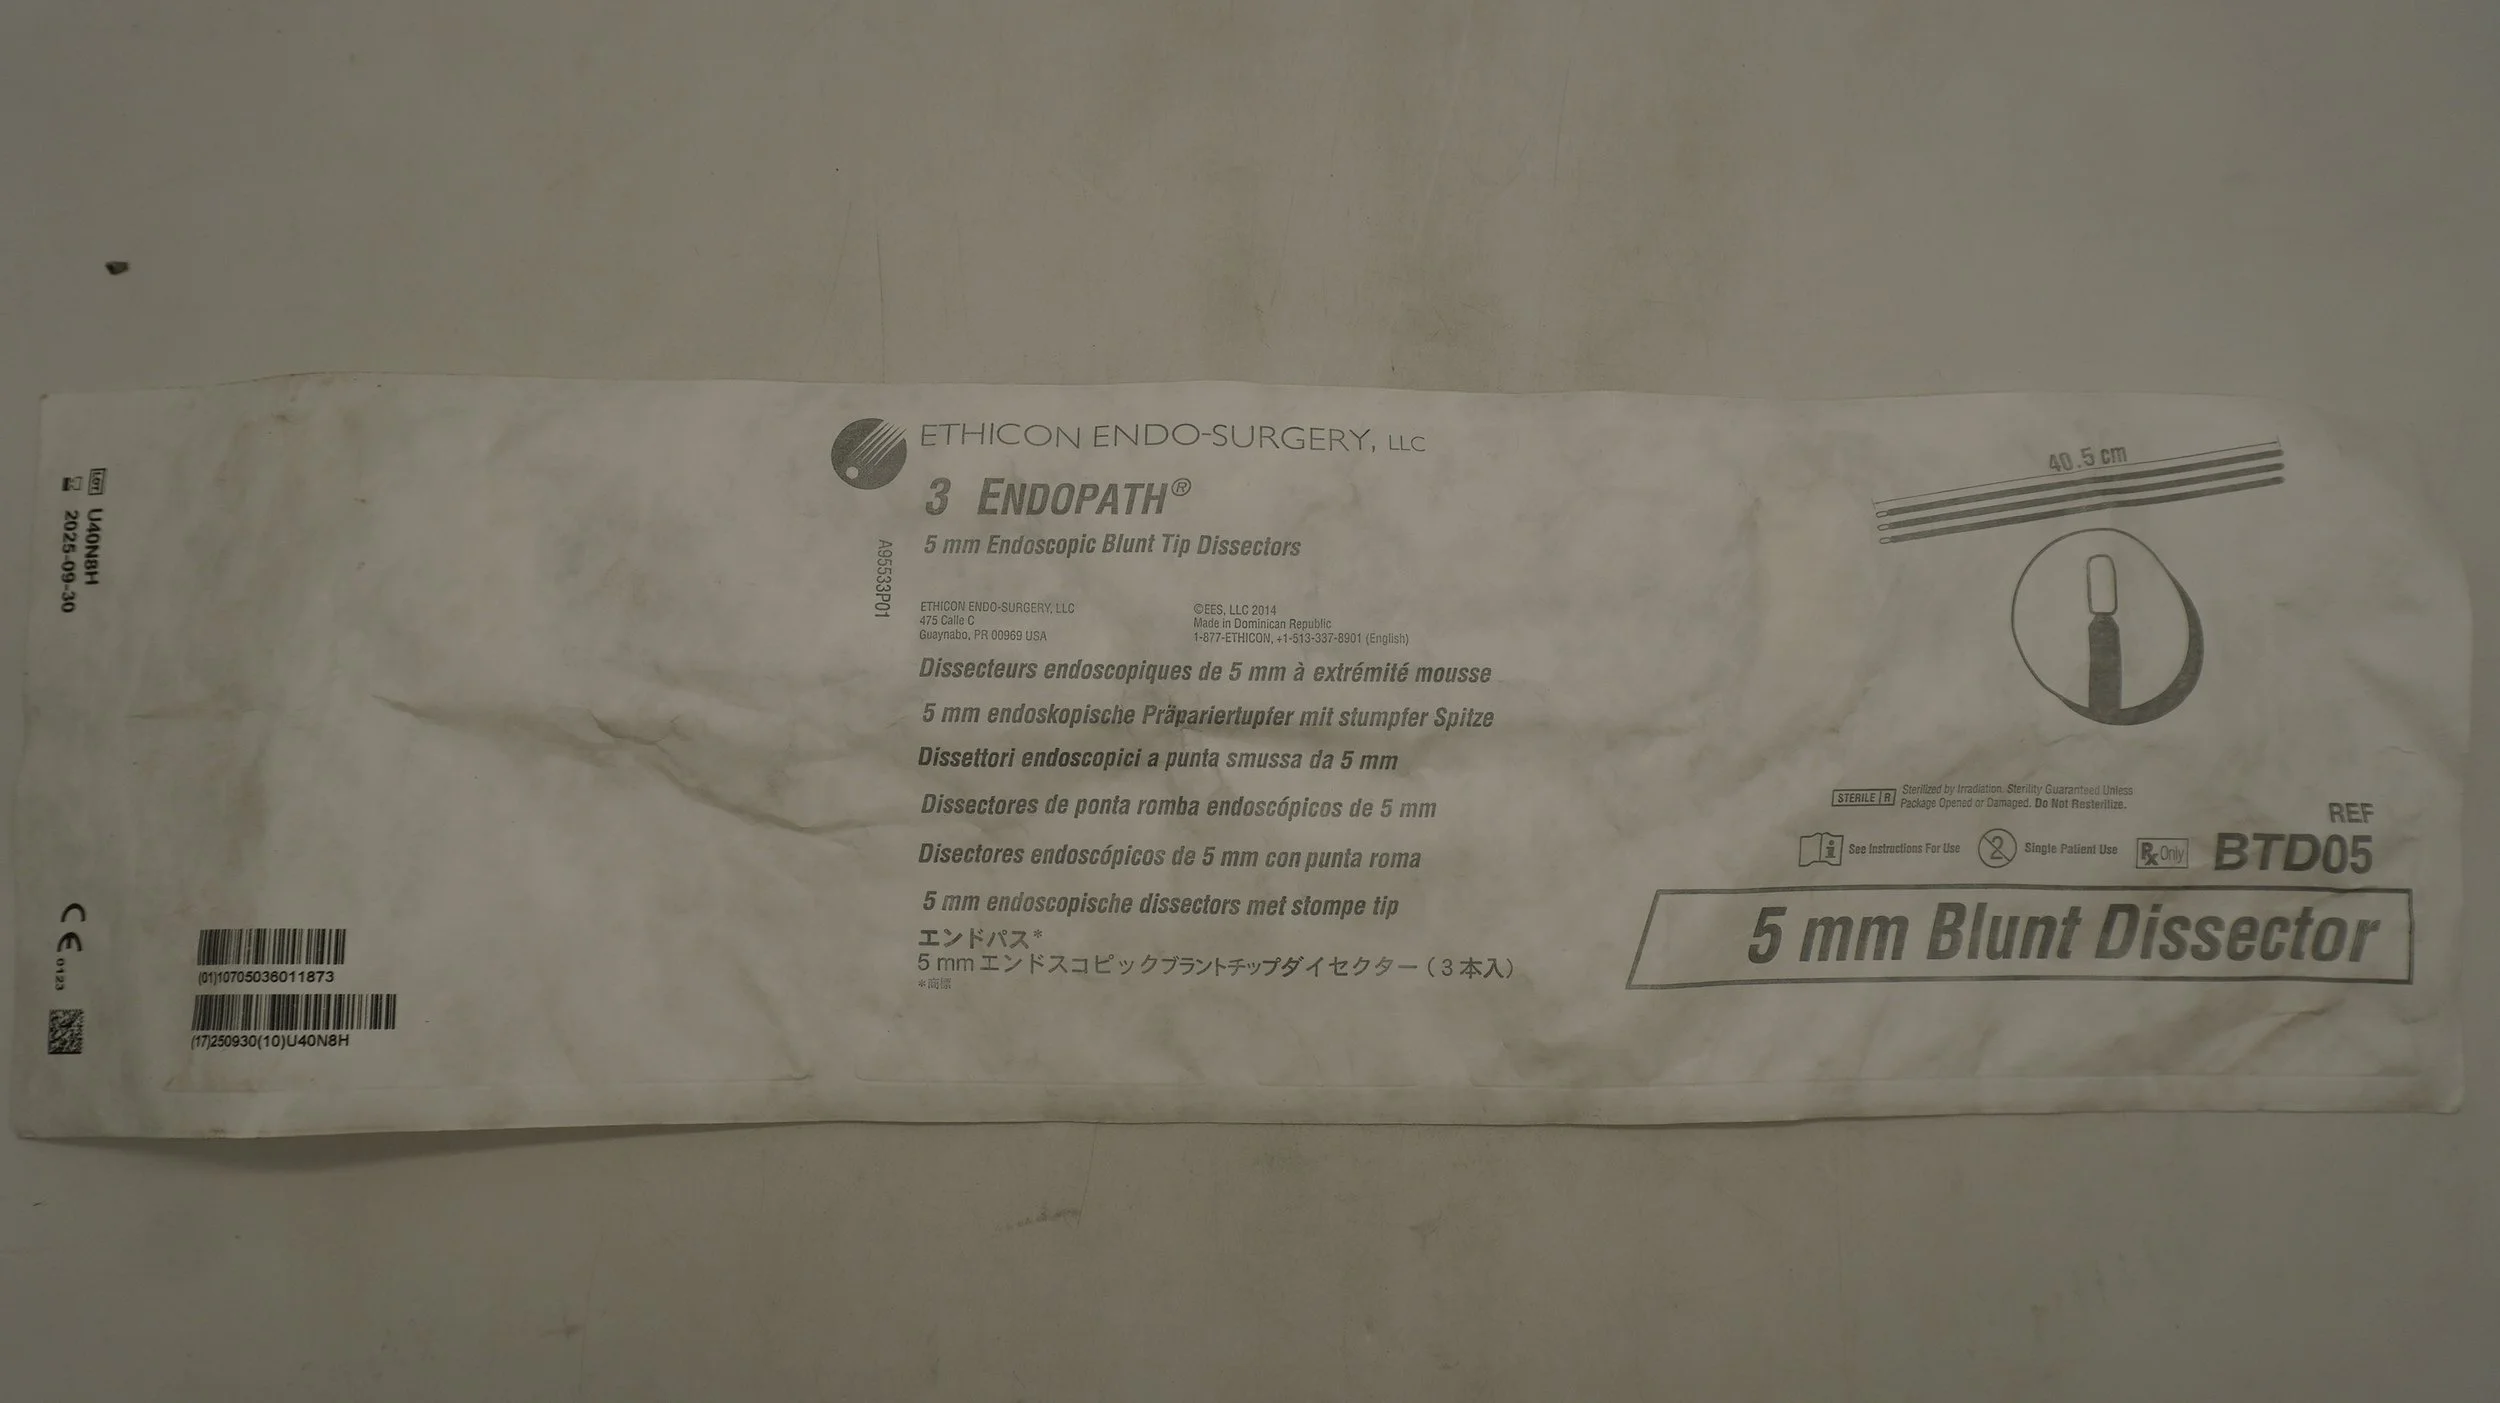 LOT U40N8H
2025-09-30
CE
0123
(01)10705036011873
(17)250930(10)U40N8H
ETHICON ENDO-SURGERY, LLC
3 ENDOPATH®
5 mm Endoscopic Blunt Tip Dissectors
A95533P01
ETHICON ENDO-SURGERY, LLC
475 Calle C
Guaynabo, PR 00969 USA
©EES, LLC 2014
Made in Dominican Republic
1-877-ETHICON, +1-513-337-8901 (English)
Dissecteurs endoscopiques de 5 mm à extrémité mousse
5 mm endoskopische Präpariertupfer mit stumpfer Spitze
Dissettori endoscopici a punta smussa da 5 mm
Dissectores de ponta romba endoscópicos de 5 mm
Disectores endoscópicos de 5 mm con punta roma
5 mm endoscopische dissectors met stompe tip
エンドパス*
5 mm エンドスコピックブラントチップダイセクター(3本入)
*商標
40.5 cm
STERILE R
Sterilized by Irradiation. Sterility Guaranteed Unless
Package Opened or Damaged. Do Not Resterilize.
See Instructions For Use
2
Single Patient Use
Rx Only
REF
BTD05
5 mm Blunt Dissector